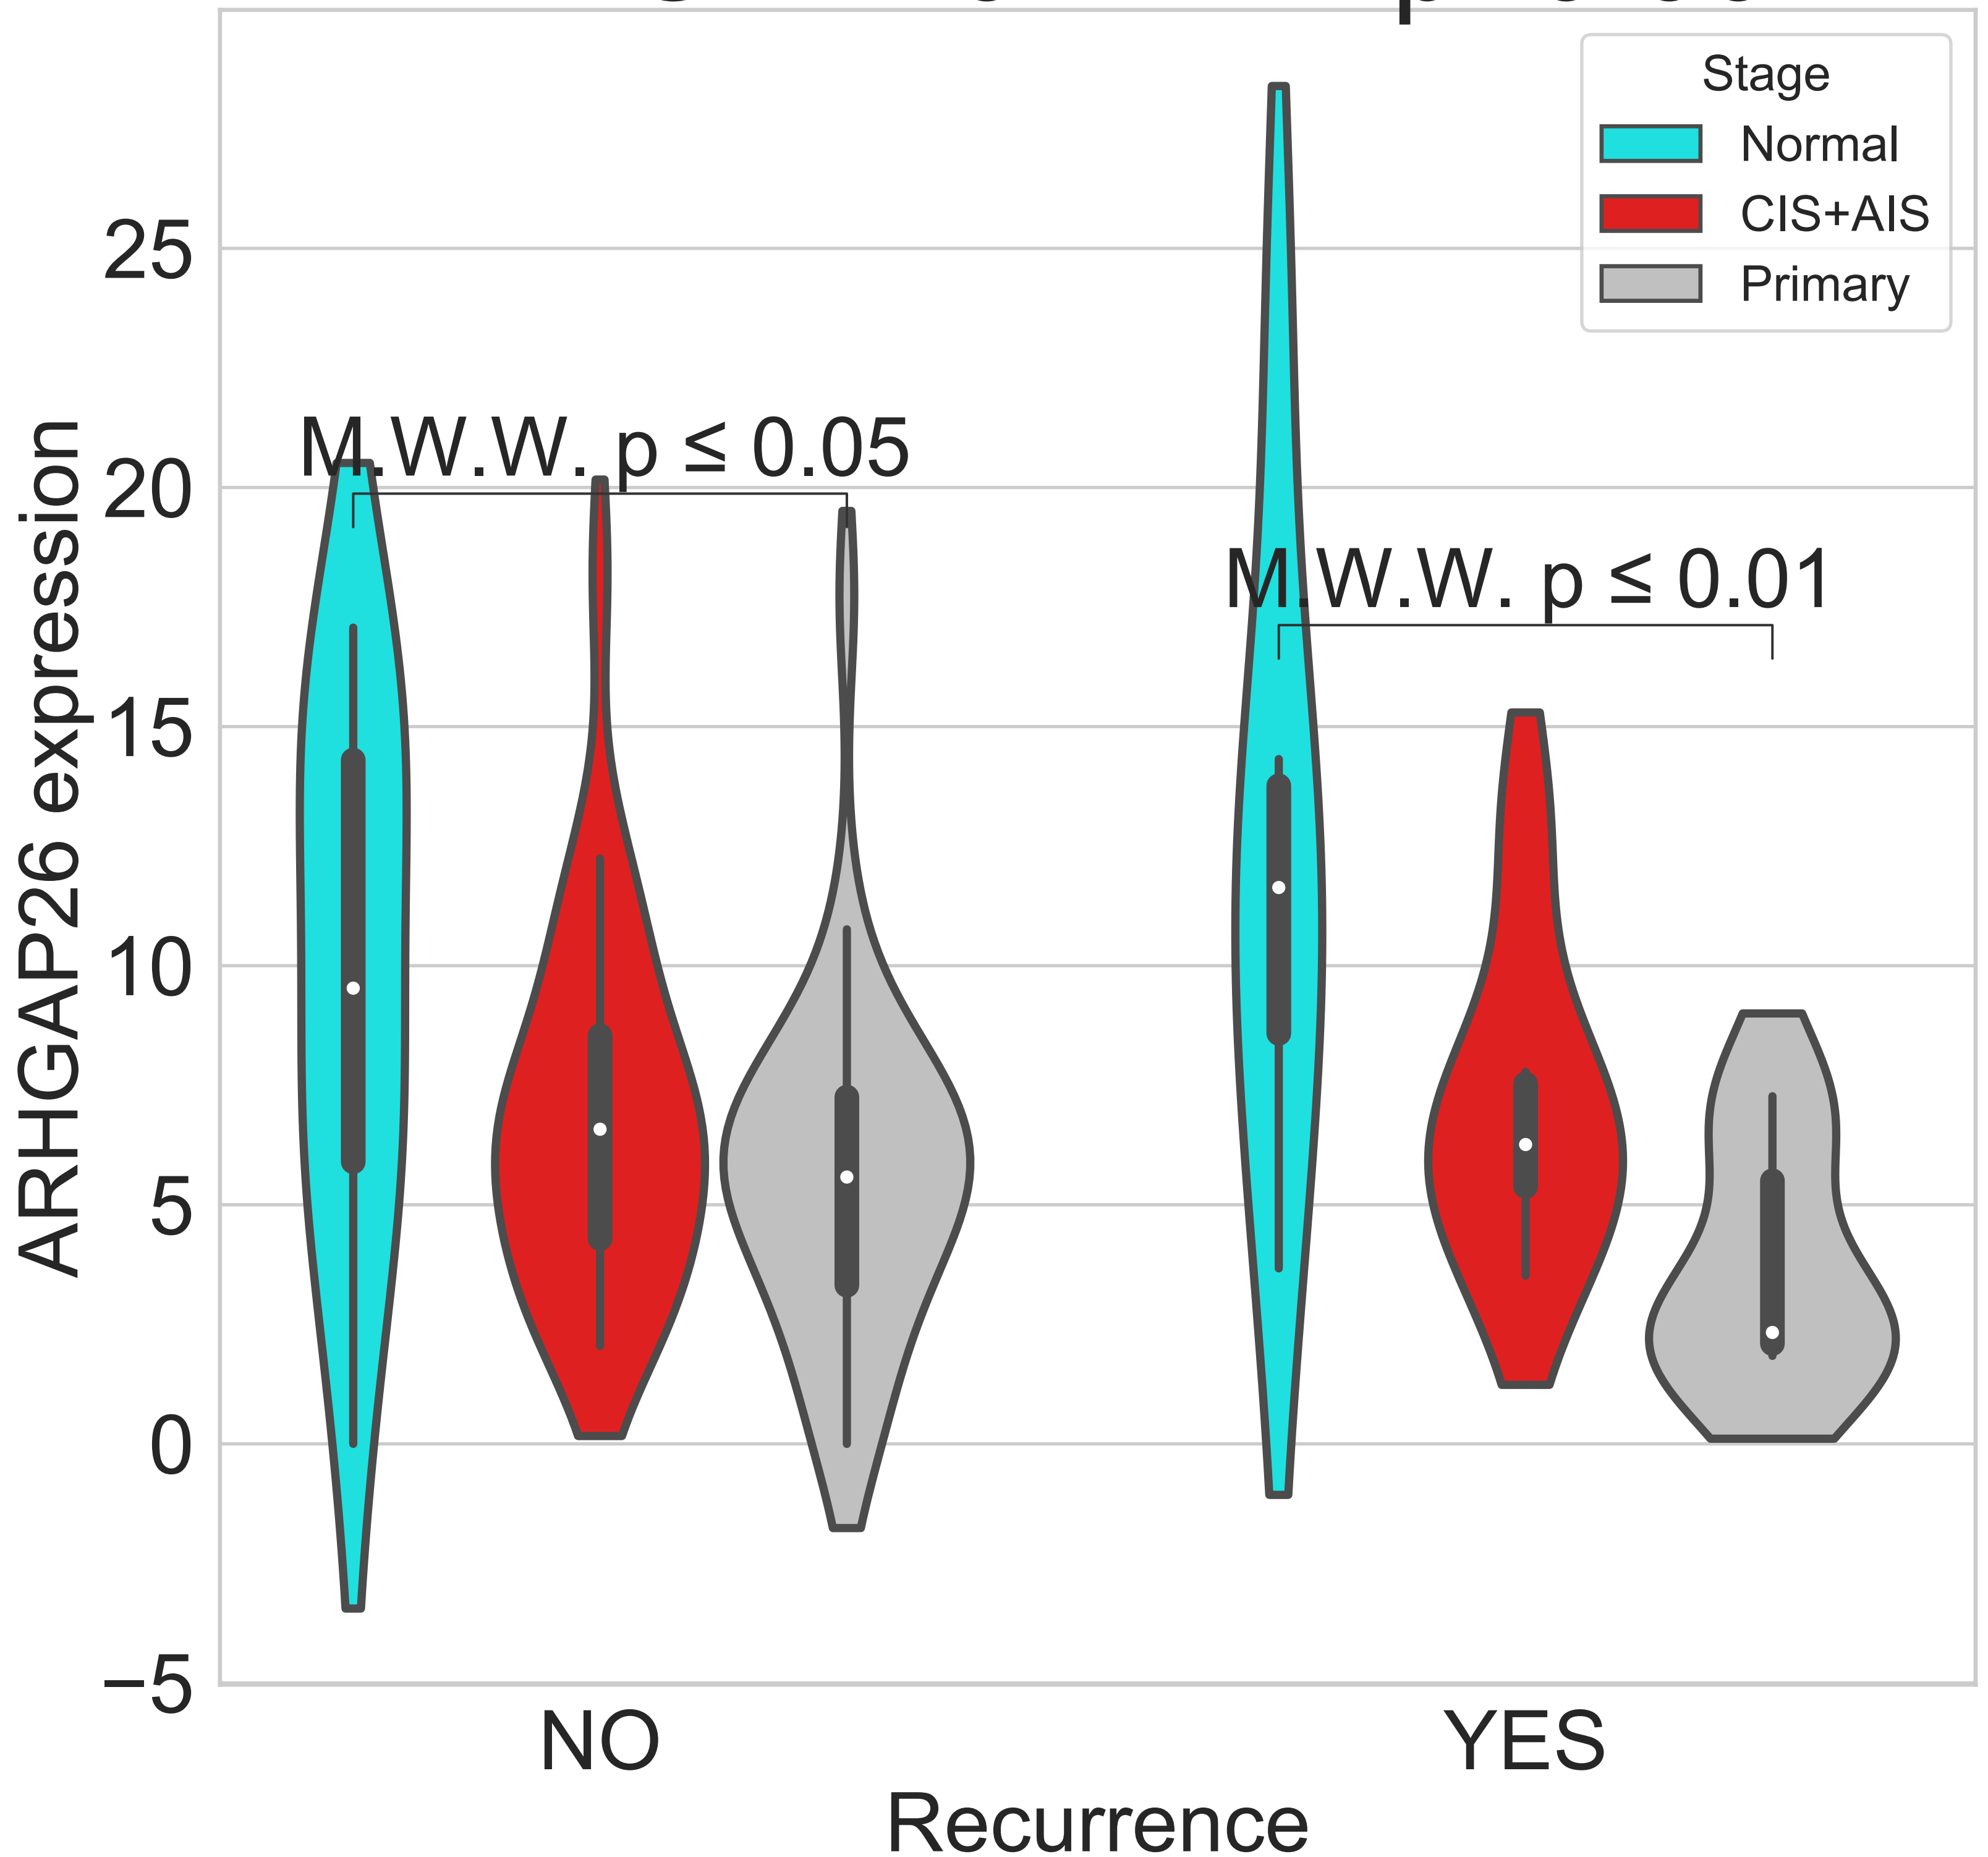 Stage
Normal
CIS+AIS
Primary
25
20
15
10
5
0
−5
ARHGAP26 expression
M.W.W. p ≤ 0.05
M.W.W. p ≤ 0.01
NO
YES
Recurrence